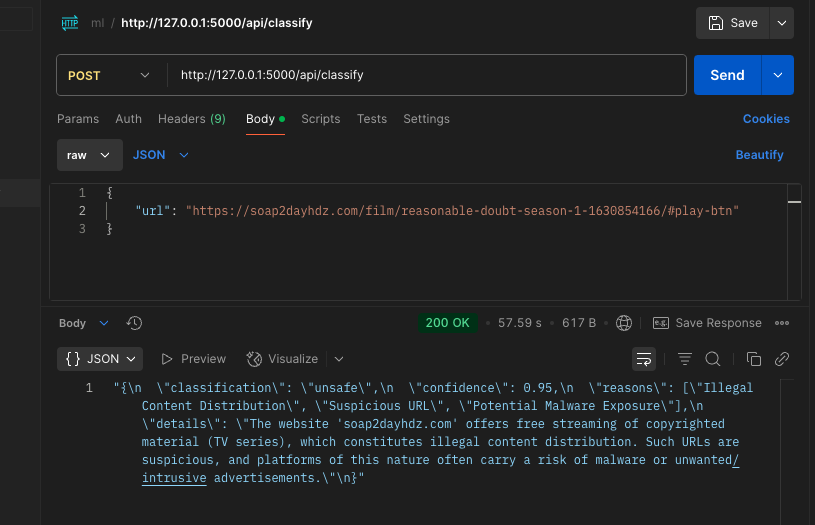 HTTP ml / http://127.0.0.1:5000/api/classify Save
POST http://127.0.0.1:5000/api/classify Send
Params Auth Headers (9) Body Scripts Tests Settings Cookies
raw JSON Beautify
1 {
2 "url": "https://soap2dayhdz.com/film/reasonable-doubt-season-1-1630854166/#play-btn"
3 }
Body 200 OK • 57.59 s • 617 B • e.g. Save Response
{} JSON Preview Visualize
1 "{\n  \"classification\": \"unsafe\",\n  \"confidence\": 0.95,\n  \"reasons\": [\"Illegal
Content Distribution\", \"Suspicious URL\", \"Potential Malware Exposure\"],\n
\"details\": \"The website 'soap2dayhdz.com' offers free streaming of copyrighted
material (TV series), which constitutes illegal content distribution. Such URLs are
suspicious, and platforms of this nature often carry a risk of malware or unwanted/
intrusive advertisements.\"\n}"